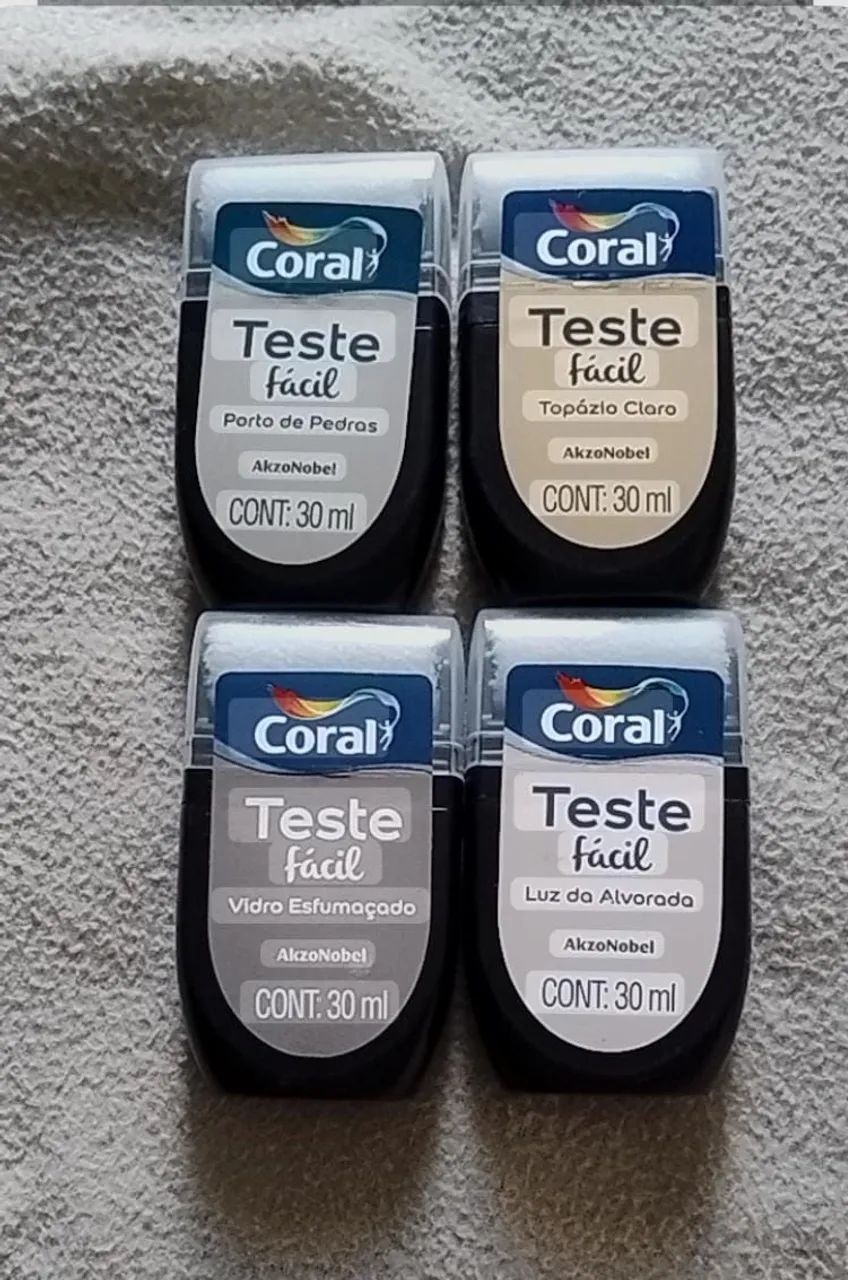 Coral
Teste
fácil
Porto de Pedras
AkzoNobel
CONT: 30 ml
Coral
Teste
fácil
Topázio Claro
AkzoNobel
CONT: 30 ml
Coral
Teste
fácil
Vidro Esfumaçado
AkzoNobel
CONT: 30 ml
Coral
Teste
fácil
Luz da Alvorada
AkzoNobel
CONT: 30 ml